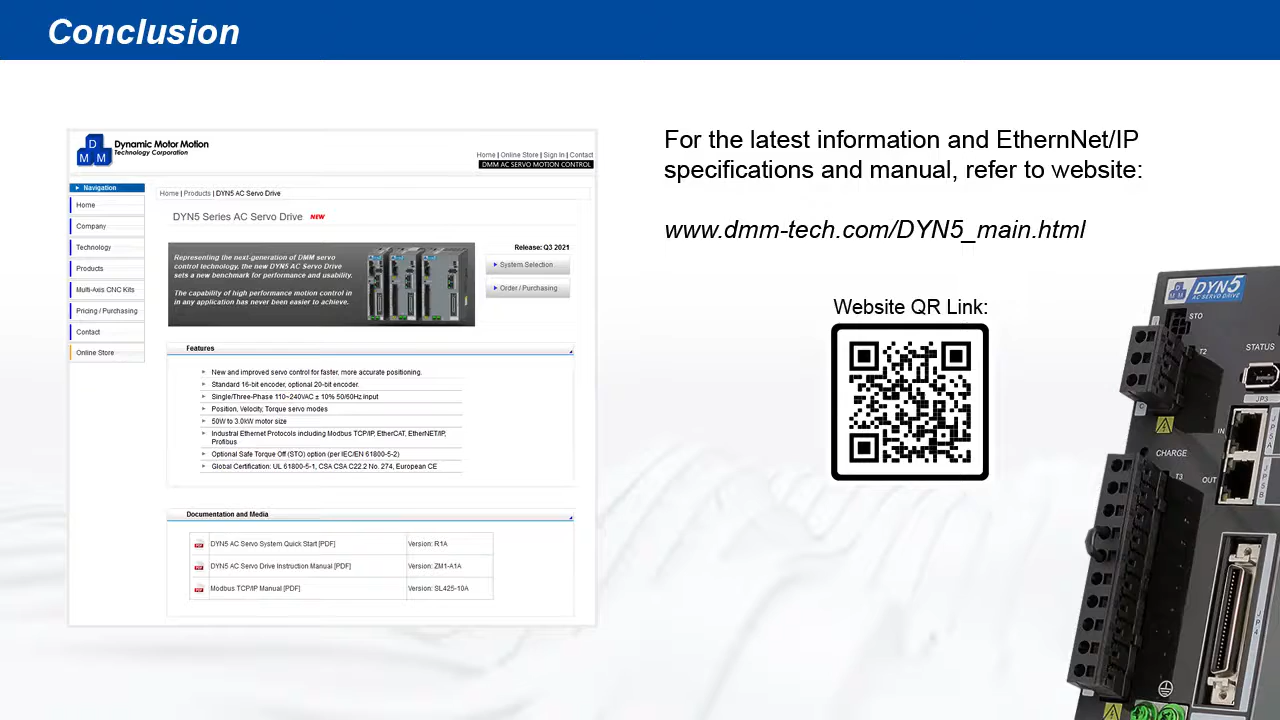 Conclusion
D
M M
Dynamic Motor Motion
Technology Corporation
Home | Online Store | Sign In | Contact
DMM AC SERVO MOTION CONTROL
Navigation
Home
Company
Technology
Products
Multi-Axis CNC Kits
Pricing / Purchasing
Contact
Online Store
Home | Products | DYN5 AC Servo Drive
DYN5 Series AC Servo Drive NEW
Representing the next-generation of DMM servo
control technology, the new DYN5 AC Servo Drive
sets a new benchmark for performance and usability.
The capability of high performance motion control in
in any application has never been easier to achieve.
Release: Q3 2021
System Selection
Order / Purchasing
Features
New and improved servo control for faster, more accurate positioning.
Standard 16-bit encoder, optional 20-bit encoder.
Single/Three-Phase 110~240VAC ± 10% 50/60Hz input
Position, Velocity, Torque servo modes
50W to 3.0kW motor size
Industral Ethernet Protocols including Modbus TCP/IP, EtherCAT, EtherNET/IP,
Profibus
Optional Safe Torque Off (STO) option (per IEC/EN 61800-5-2)
Global Certification: UL 61800-5-1, CSA CSA C22.2 No. 274, European CE
Documentation and Media
DYN5 AC Servo System Quick Start [PDF] Version: R1A
DYN5 AC Servo Drive Instruction Manual [PDF] Version: ZM1-A1A
Modbus TCP/IP Manual [PDF] Version: SL425-10A
For the latest information and EthernNet/IP
specifications and manual, refer to website:
www.dmm-tech.com/DYN5_main.html
Website QR Link:
DYN5
AC SERVO DRIVE
STO
T2
STATUS
JP3
IN
CHARGE
T3
OUT
JP4